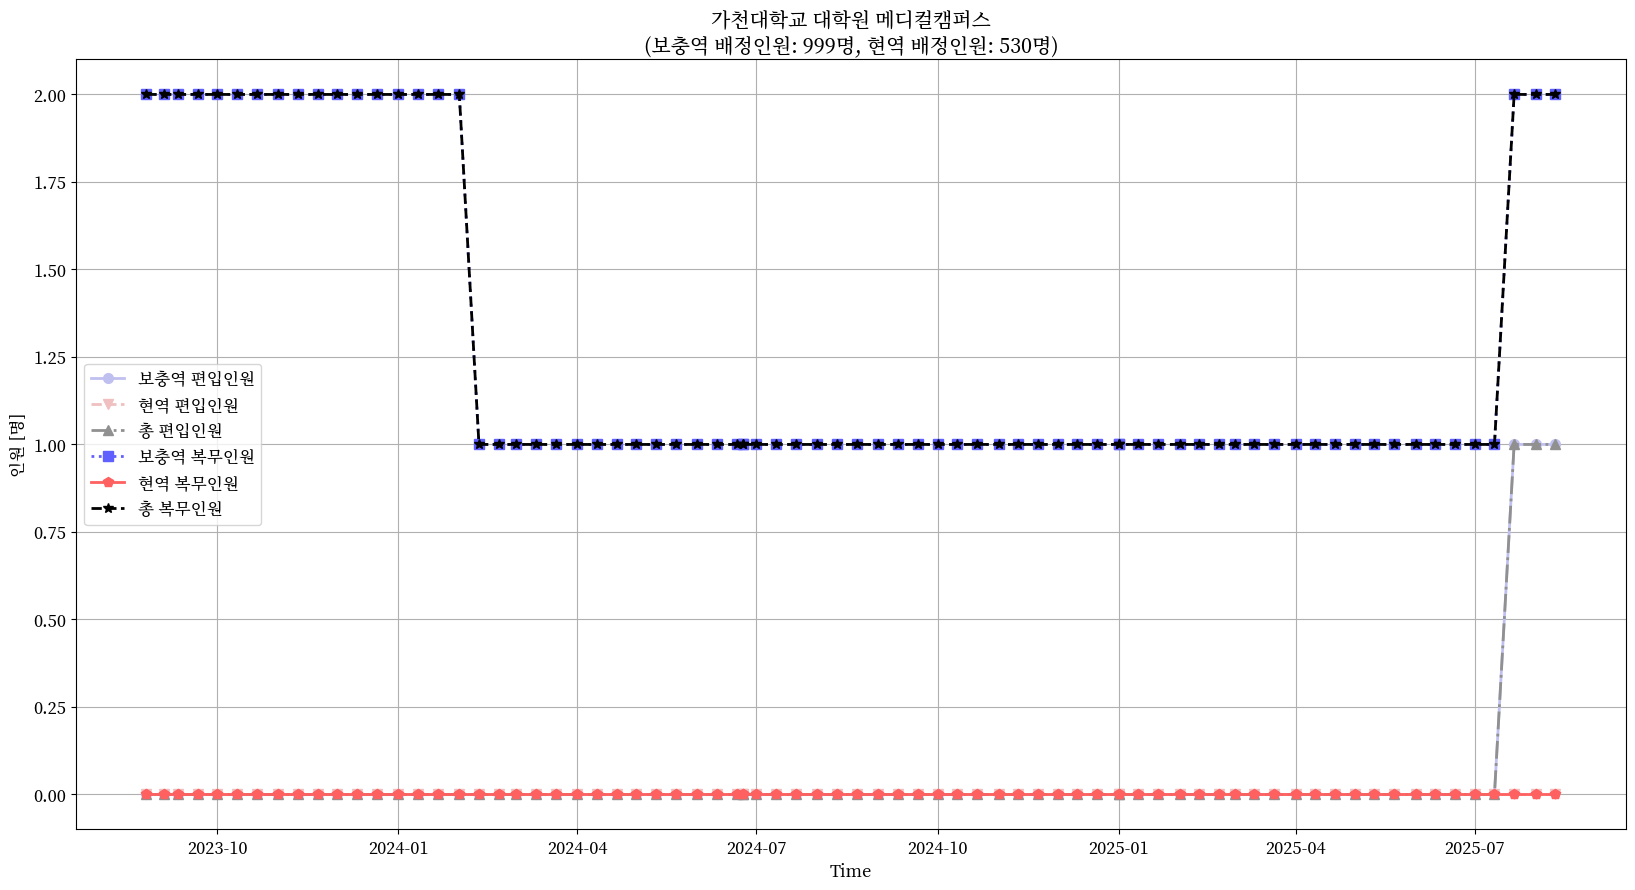 가천대학교 대학원 메디컬캠퍼스
(보충역 배정인원: 999명, 현역 배정인원: 530명)
2.00
1.75
1.50
1.25
1.00
0.75
0.50
0.25
0.00
인원 [명]
보충역 편입인원
현역 편입인원
총 편입인원
보충역 복무인원
현역 복무인원
총 복무인원
2023-10
2024-01
2024-04
2024-07
2024-10
2025-01
2025-04
2025-07
Time